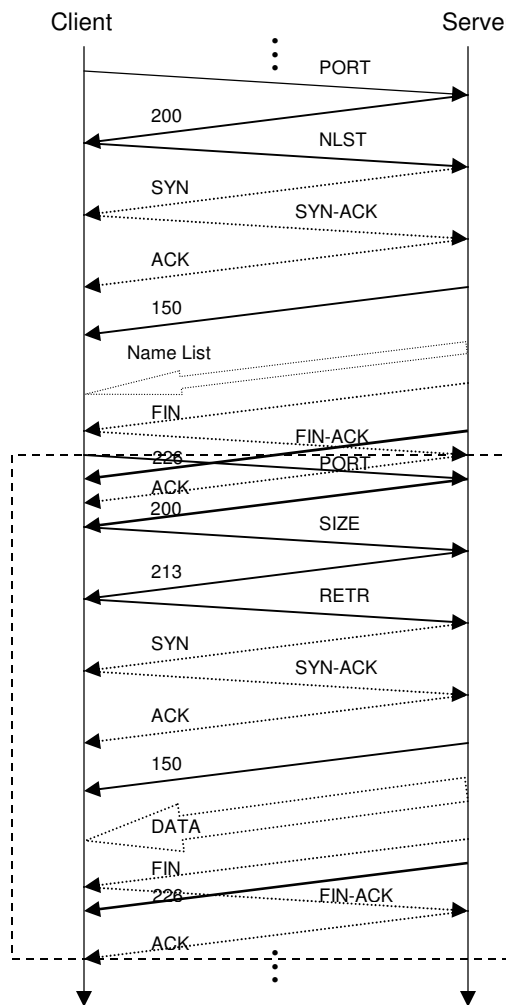 Client
Serve
PORT
200
NLST
SYN
SYN-ACK
ACK
150
Name List
FIN
FIN-ACK
226
PORT
ACK
200
SIZE
213
RETR
SYN
SYN-ACK
ACK
150
DATA
FIN
226
FIN-ACK
ACK